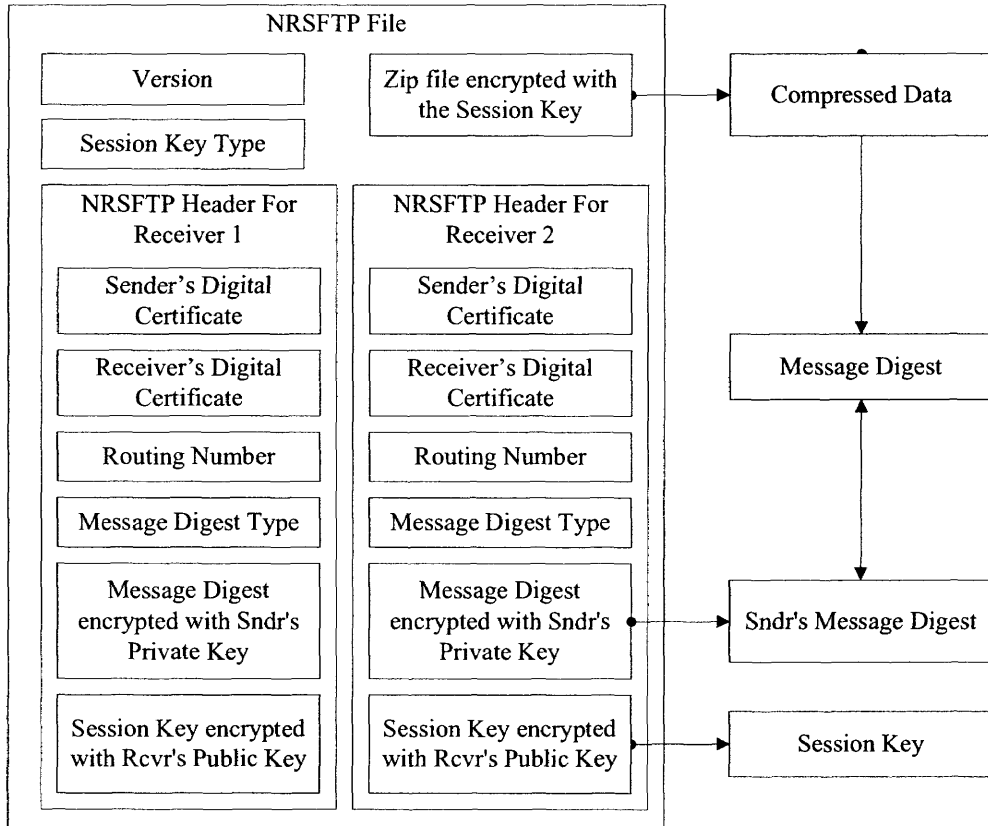 NRSFTP File
Version
Session Key Type
Zip file encrypted with
the Session Key
Compressed Data
NRSFTP Header For
Receiver 1
Sender's Digital
Certificate
Receiver's Digital
Certificate
Routing Number
Message Digest Type
Message Digest
encrypted with Sndr's
Private Key
Session Key encrypted
with Rcvr's Public Key
NRSFTP Header For
Receiver 2
Sender's Digital
Certificate
Receiver's Digital
Certificate
Routing Number
Message Digest Type
Message Digest
encrypted with Sndr's
Private Key
Session Key encrypted
with Rcvr's Public Key
Message Digest
Sndr's Message Digest
Session Key